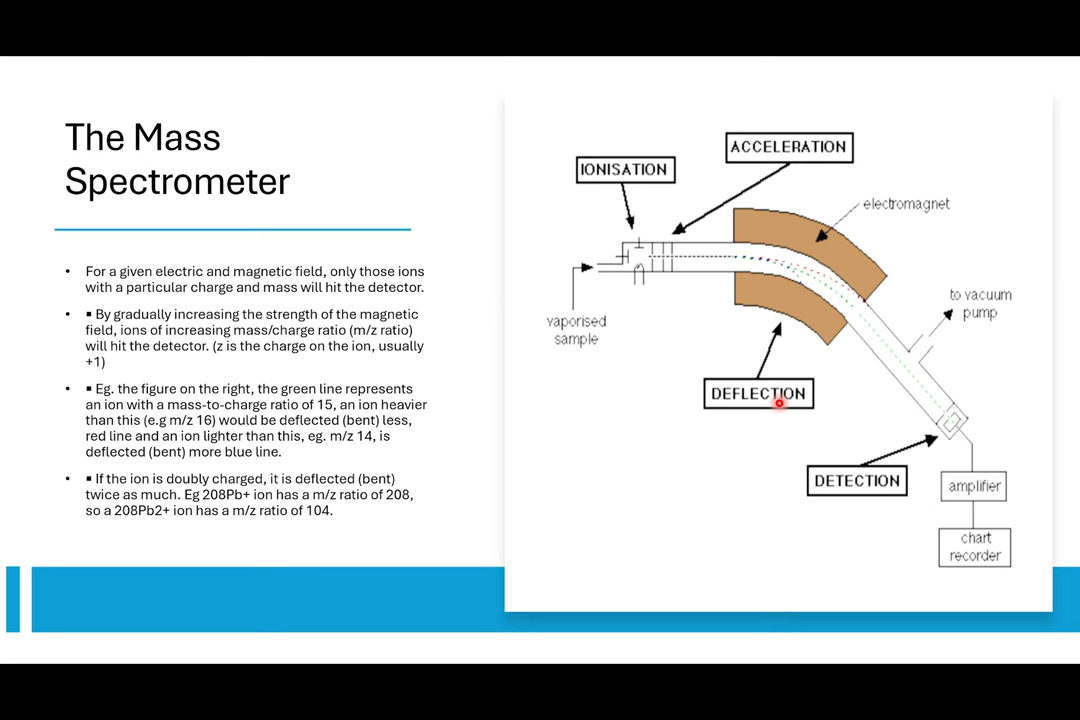 The Mass
Spectrometer
• For a given electric and magnetic field, only those ions
with a particular charge and mass will hit the detector.
• ▪ By gradually increasing the strength of the magnetic
field, ions of increasing mass/charge ratio (m/z ratio)
will hit the detector. (z is the charge on the ion, usually
+1)
• ▪ Eg. the figure on the right, the green line represents
an ion with a mass-to-charge ratio of 15, an ion heavier
than this (e.g m/z 16) would be deflected (bent) less,
red line and an ion lighter than this, eg. m/z 14, is
deflected (bent) more blue line.
• ▪ If the ion is doubly charged, it is deflected (bent)
twice as much. Eg 208Pb+ ion has a m/z ratio of 208,
so a 208Pb2+ ion has a m/z ratio of 104.
ACCELERATION
IONISATION
electromagnet
to vacuum
pump
vaporised
sample
DEFLECTION
DETECTION
amplifier
chart
recorder